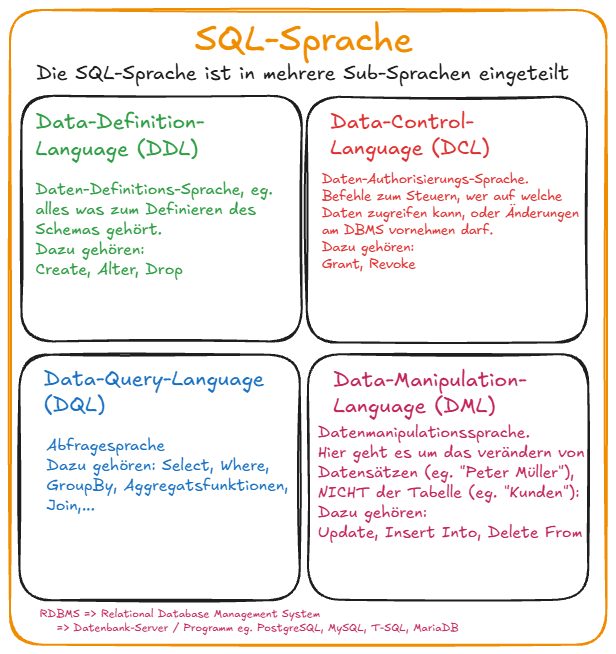 SQL-Sprache
Die SQL-Sprache ist in mehrere Sub-Sprachen eingeteilt
Data-Definition-
Language (DDL)
Daten-Definitions-Sprache, eg.
alles was zum Definieren des
Schemas gehört.
Dazu gehören:
Create, Alter, Drop
Data-Control-
Language (DCL)
Daten-Authorisierungs-Sprache.
Befehle zum Steuern, wer auf welche
Daten zugreifen kann, oder Änderungen
am DBMS vornehmen darf.
Dazu gehören:
Grant, Revoke
Data-Query-Language
(DQL)
Abfragesprache
Dazu gehören: Select, Where,
GroupBy, Aggregatsfunktionen,
Join,...
Data-Manipulation-
Language (DML)
Datenmanipulationssprache.
Hier geht es um das verändern von
Datensätzen (eg. "Peter Müller"),
NICHT der Tabelle (eg. "Kunden"):
Dazu gehören:
Update, Insert Into, Delete From
RDBMS => Relational Database Management System
=> Datenbank-Server / Programm eg. PostgreSQL, MySQL, T-SQL, MariaDB